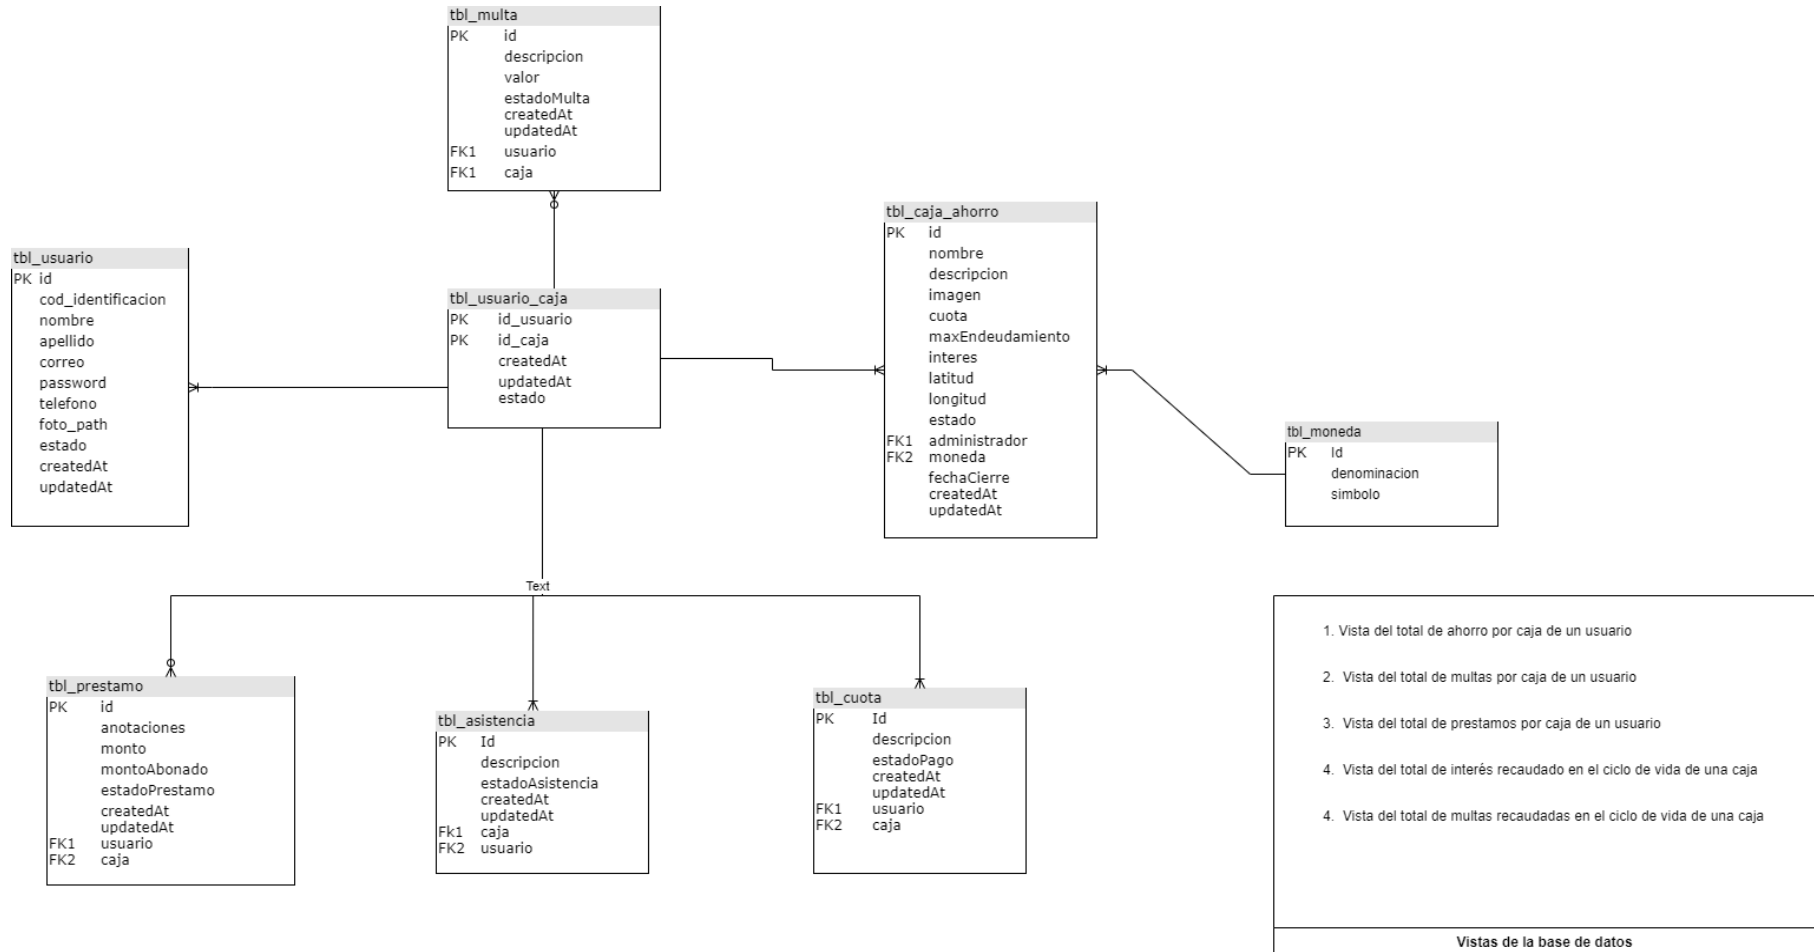 tbl_multa
PK id
descripcion
valor
estadoMulta
createdAt
updatedAt
FK1 usuario
FK1 caja
tbl_usuario
PK id
cod_identificacion
nombre
apellido
correo
password
telefono
foto_path
estado
createdAt
updatedAt
tbl_usuario_caja
PK id_usuario
PK id_caja
createdAt
updatedAt
estado
tbl_caja_ahorro
PK id
nombre
descripcion
imagen
cuota
maxEndeudamiento
interes
latitud
longitud
estado
FK1 administrador
FK2 moneda
fechaCierre
createdAt
updatedAt
tbl_moneda
PK Id
denominacion
simbolo
Text
tbl_prestamo
PK id
anotaciones
monto
montoAbonado
estadoPrestamo
createdAt
updatedAt
FK1 usuario
FK2 caja
tbl_asistencia
PK Id
descripcion
estadoAsistencia
createdAt
updatedAt
Fk1 caja
FK2 usuario
tbl_cuota
PK Id
descripcion
estadoPago
createdAt
updatedAt
FK1 usuario
FK2 caja
1. Vista del total de ahorro por caja de un usuario
2. Vista del total de multas por caja de un usuario
3. Vista del total de prestamos por caja de un usuario
4. Vista del total de interés recaudado en el ciclo de vida de una caja
4. Vista del total de multas recaudadas en el ciclo de vida de una caja
Vistas de la base de datos